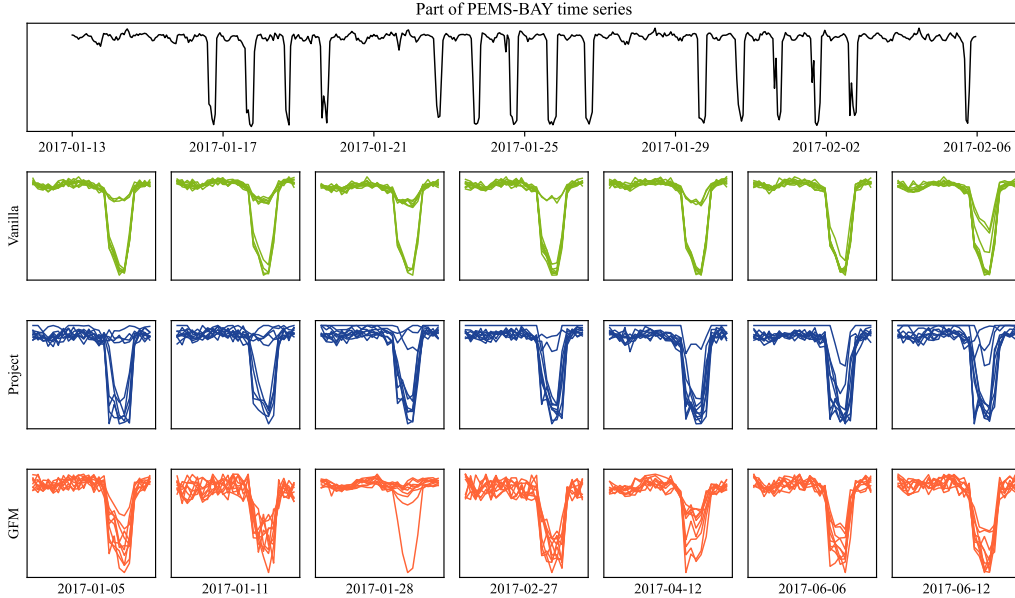 Part of PEMS-BAY time series
2017-01-13 2017-01-17 2017-01-21 2017-01-25 2017-01-29 2017-02-02 2017-02-06
Vanilla
Project
GFM
2017-01-05 2017-01-11 2017-01-28 2017-02-27 2017-04-12 2017-06-06 2017-06-12